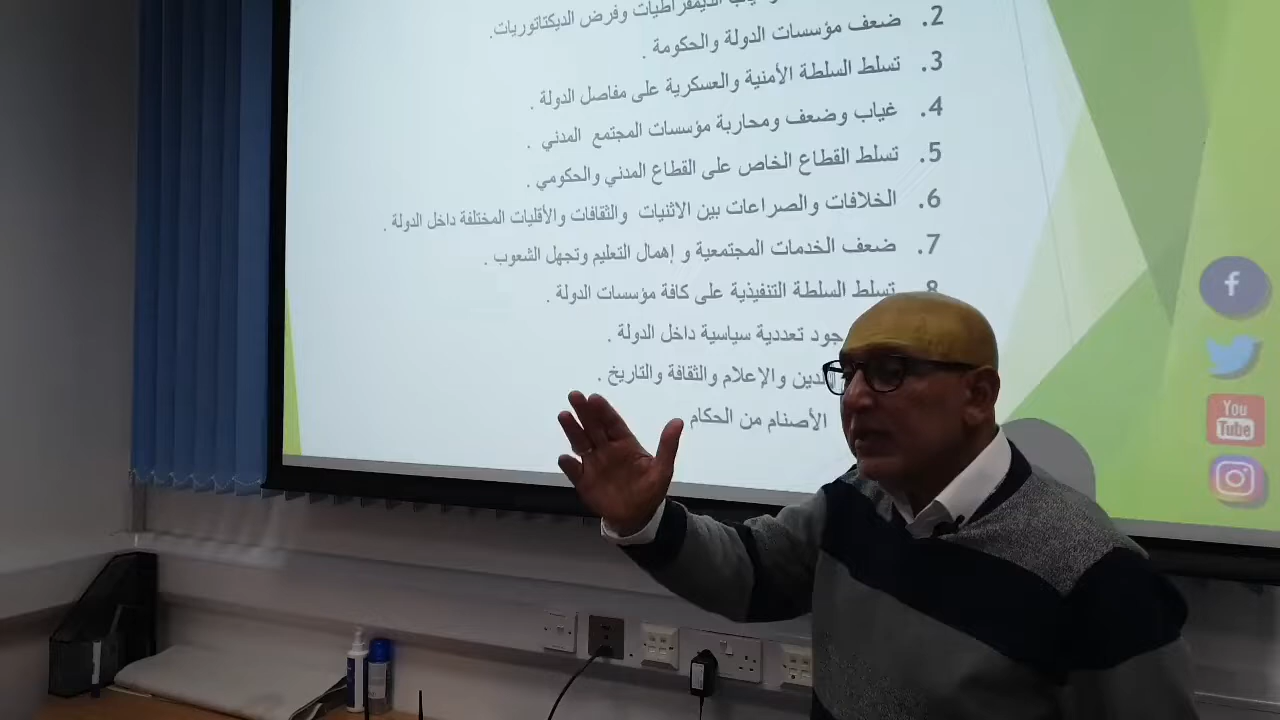 الديمقراطيات وفرض الديكتاتوريات.
2. ضعف مؤسسات الدولة والحكومة .
3. تسلط السلطة الأمنية والعسكرية على مفاصل الدولة .
4. غياب وضعف ومحاربة مؤسسات المجتمع المدني .
5. تسلط القطاع الخاص على القطاع المدني والحكومي .
6. الخلافات والصراعات بين الاثنيات والثقافات والأقليات المختلفة داخل الدولة .
7. ضعف الخدمات المجتمعية و إهمال التعليم وتجهل الشعوب .
8. تسلط السلطة التنفيذية على كافة مؤسسات الدولة .
تعددية سياسية داخل الدولة .
الدين والإعلام والثقافة والتاريخ .
الأصنام من الحكام
f
You
Tube